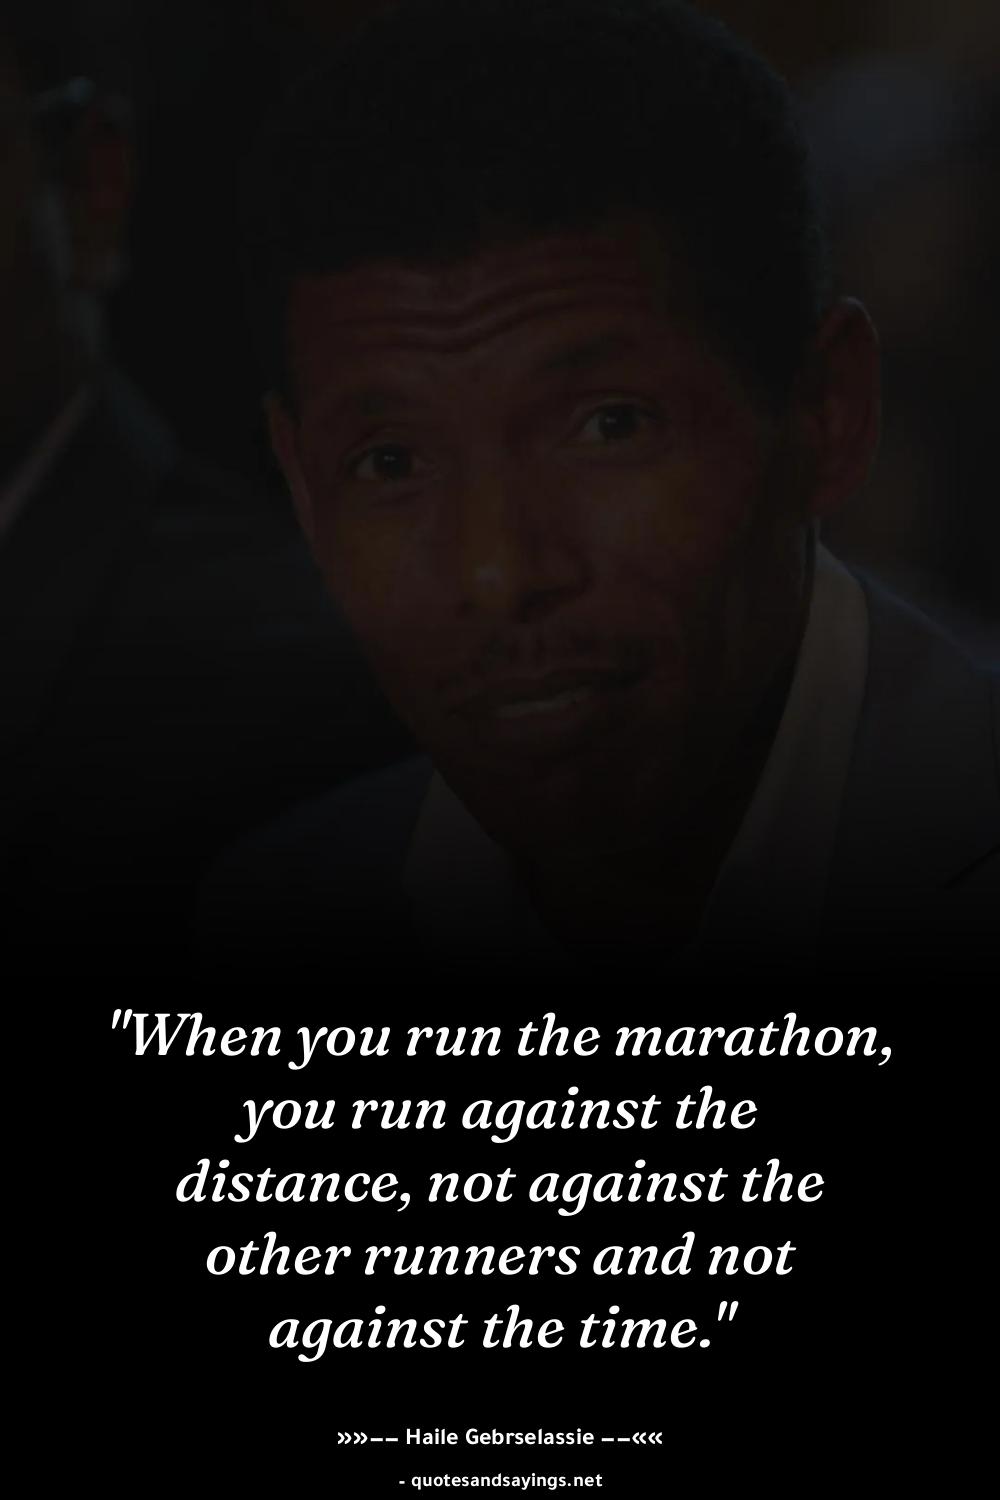 "When you run the marathon,
you run against the
distance, not against the
other runners and not
against the time."
»»−− Haile Gebrselassie −−««
- quotesandsayings.net